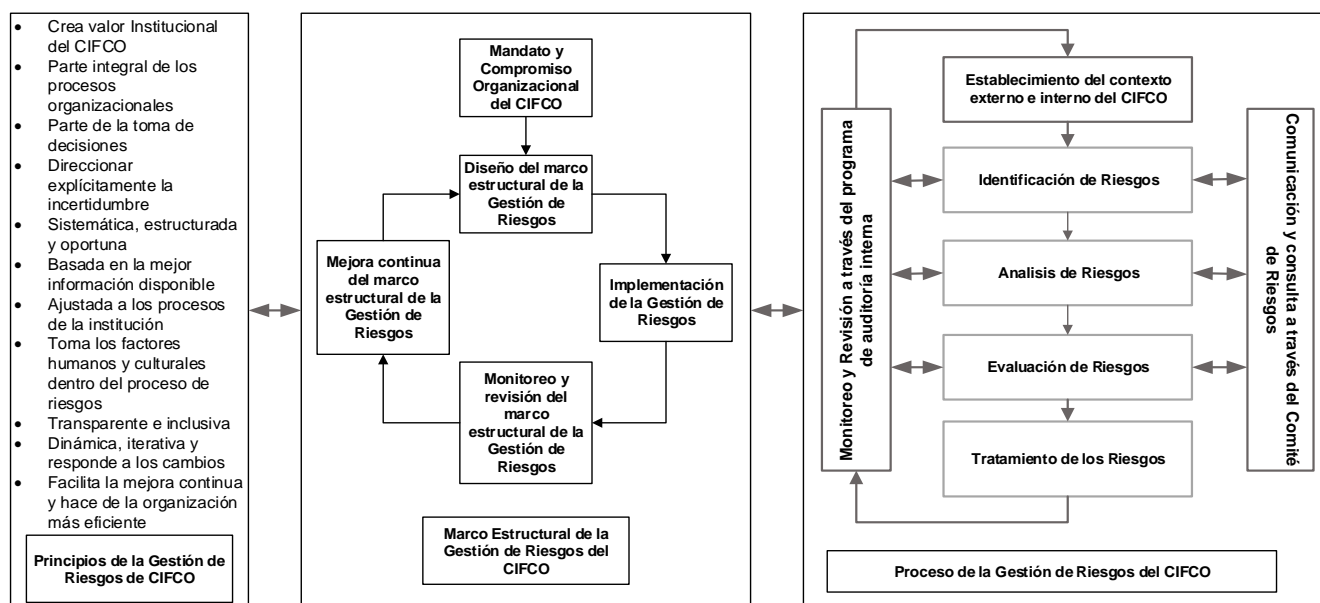 • Crea valor Institucional
del CIFCO
• Parte integral de los
procesos
organizacionales
• Parte de la toma de
decisiones
• Direccionar
explícitamente la
incertidumbre
• Sistemática, estructurada
y oportuna
• Basada en la mejor
información disponible
• Ajustada a los procesos
de la institución
• Toma los factores
humanos y culturales
dentro del proceso de
riesgos
• Transparente e inclusiva
• Dinámica, iterativa y
responde a los cambios
• Facilita la mejora continua
y hace de la organización
más eficiente
Principios de la Gestión de
Riesgos de CIFCO
Mandato y
Compromiso
Organizacional
del CIFCO
Diseño del marco
estructural de la
Gestión de
Riesgos
Mejora continua
del marco
estructural de la
Gestión de
Riesgos
Implementación
de la Gestión de
Riesgos
Monitoreo y
revisión del
marco
estructural de la
Gestión de
Riesgos
Marco Estructural de la
Gestión de Riesgos del
CIFCO
Monitoreo y Revisión a través del programa
de auditoría interna
Establecimiento del contexto
externo e interno del CIFCO
Identificación de Riesgos
Analisis de Riesgos
Evaluación de Riesgos
Tratamiento de los Riesgos
Comunicación y consulta a través del Comité
de Riesgos
Proceso de la Gestión de Riesgos del CIFCO